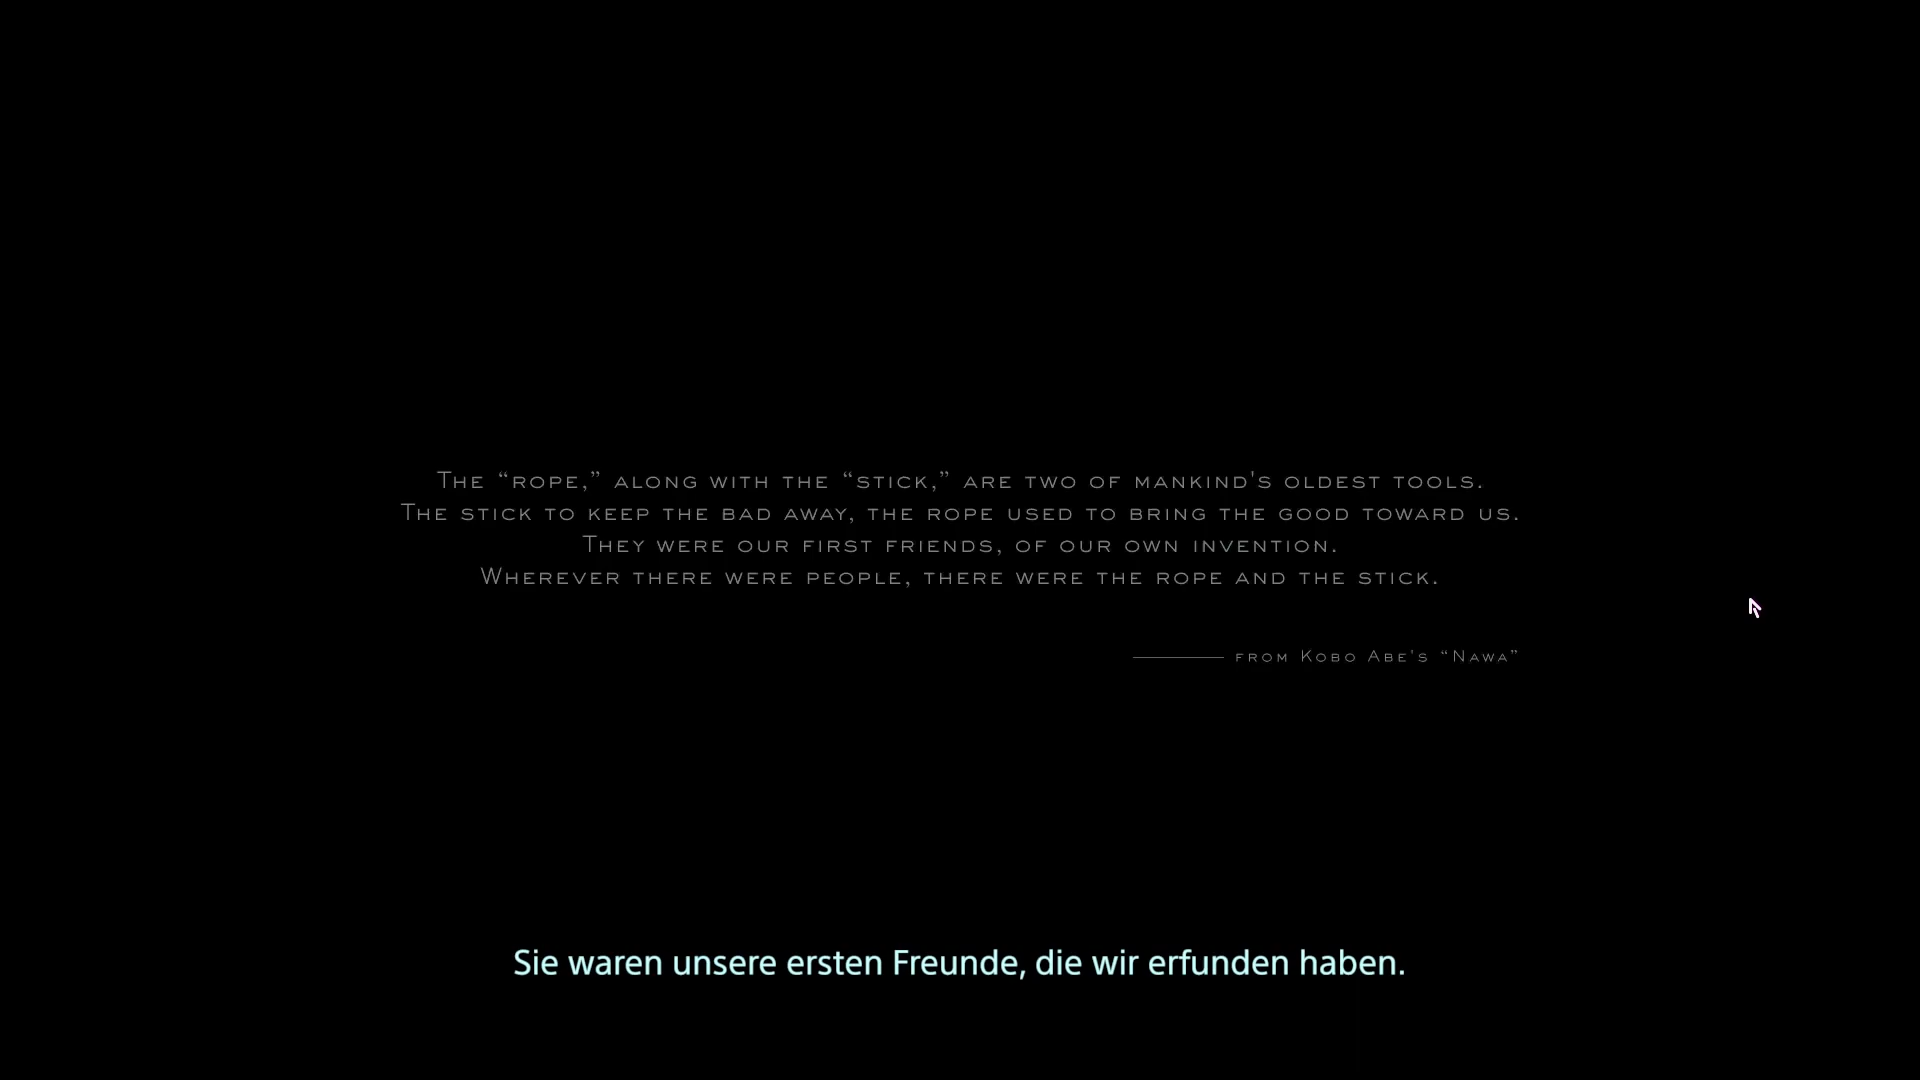 The “rope,” along with the “stick,” are two of mankind's oldest tools.
The stick to keep the bad away, the rope used to bring the good toward us.
They were our first friends, of our own invention.
Wherever there were people, there were the rope and the stick.
from Kobo Abe's “Nawa”
Sie waren unsere ersten Freunde, die wir erfunden haben.